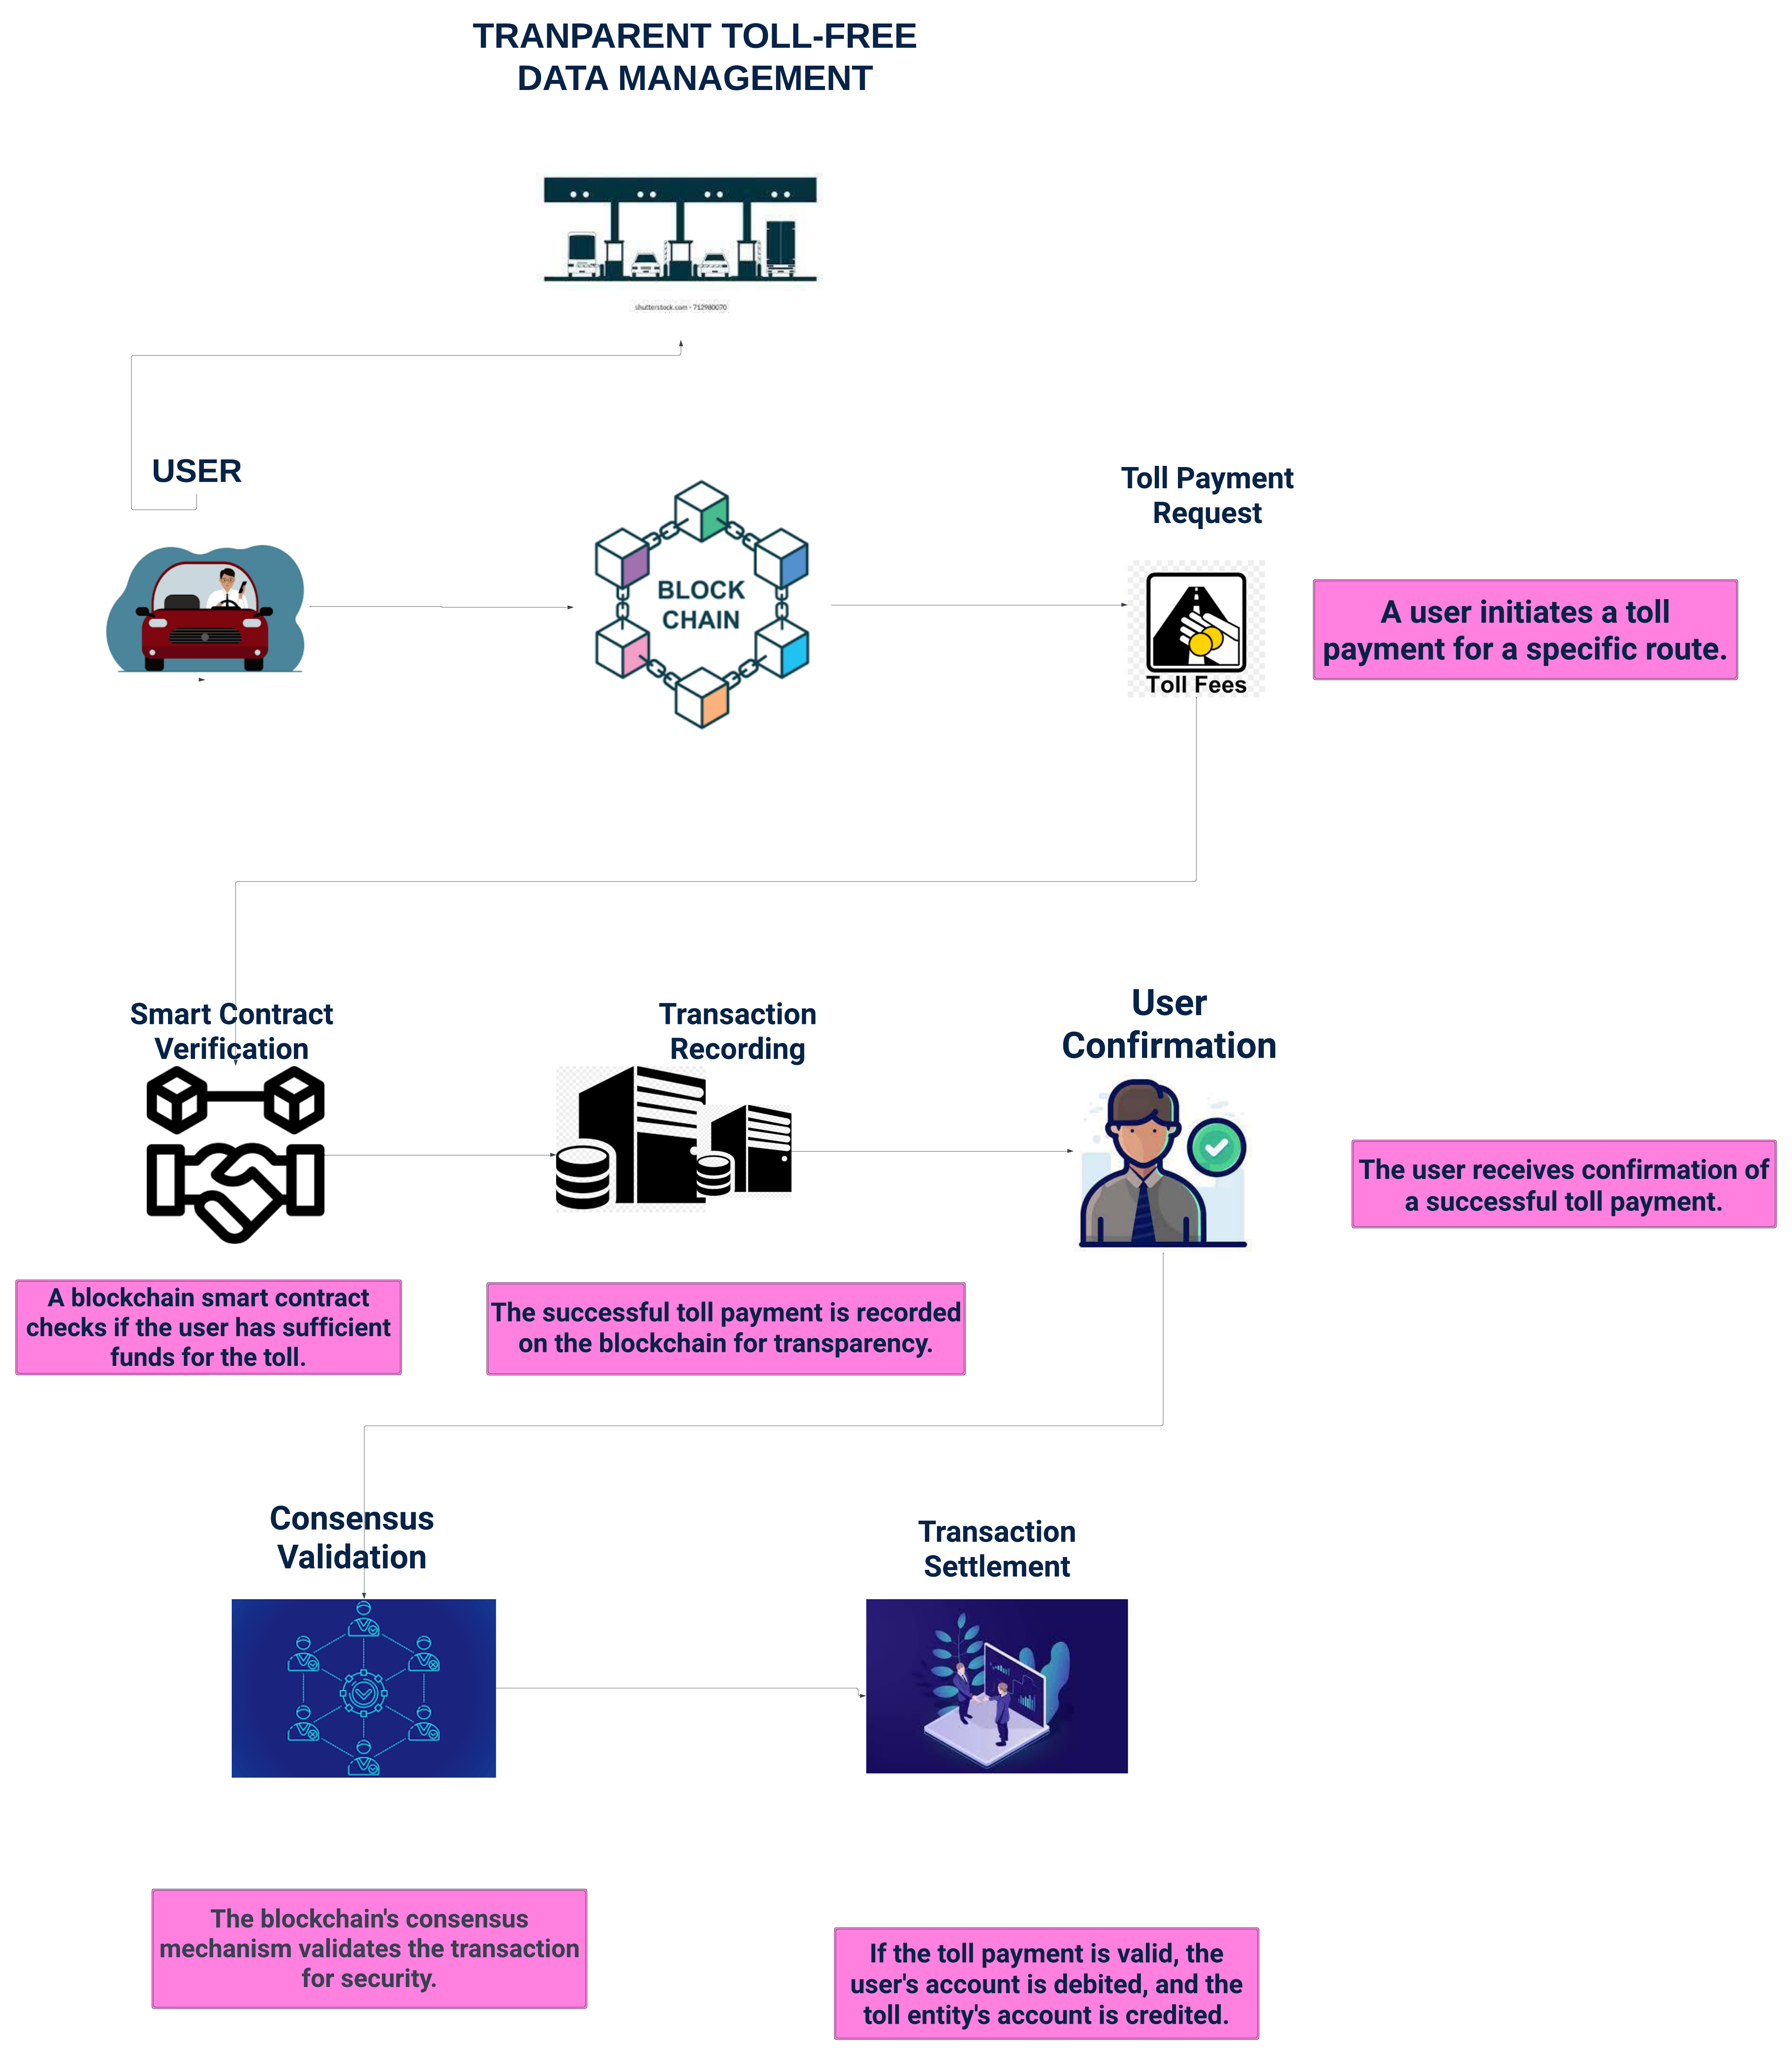 TRANPARENT TOLL-FREE
DATA MANAGEMENT
shutterstock.com • 712980070
USER
Toll Payment
Request
BLOCK
CHAIN
Toll Fees
A user initiates a toll
payment for a specific route.
Smart Contract
Verification
Transaction
Recording
User
Confirmation
The user receives confirmation of
a successful toll payment.
A blockchain smart contract
checks if the user has sufficient
funds for the toll.
The successful toll payment is recorded
on the blockchain for transparency.
Consensus
Validation
Transaction
Settlement
The blockchain's consensus
mechanism validates the transaction
for security.
If the toll payment is valid, the
user's account is debited, and the
toll entity's account is credited.